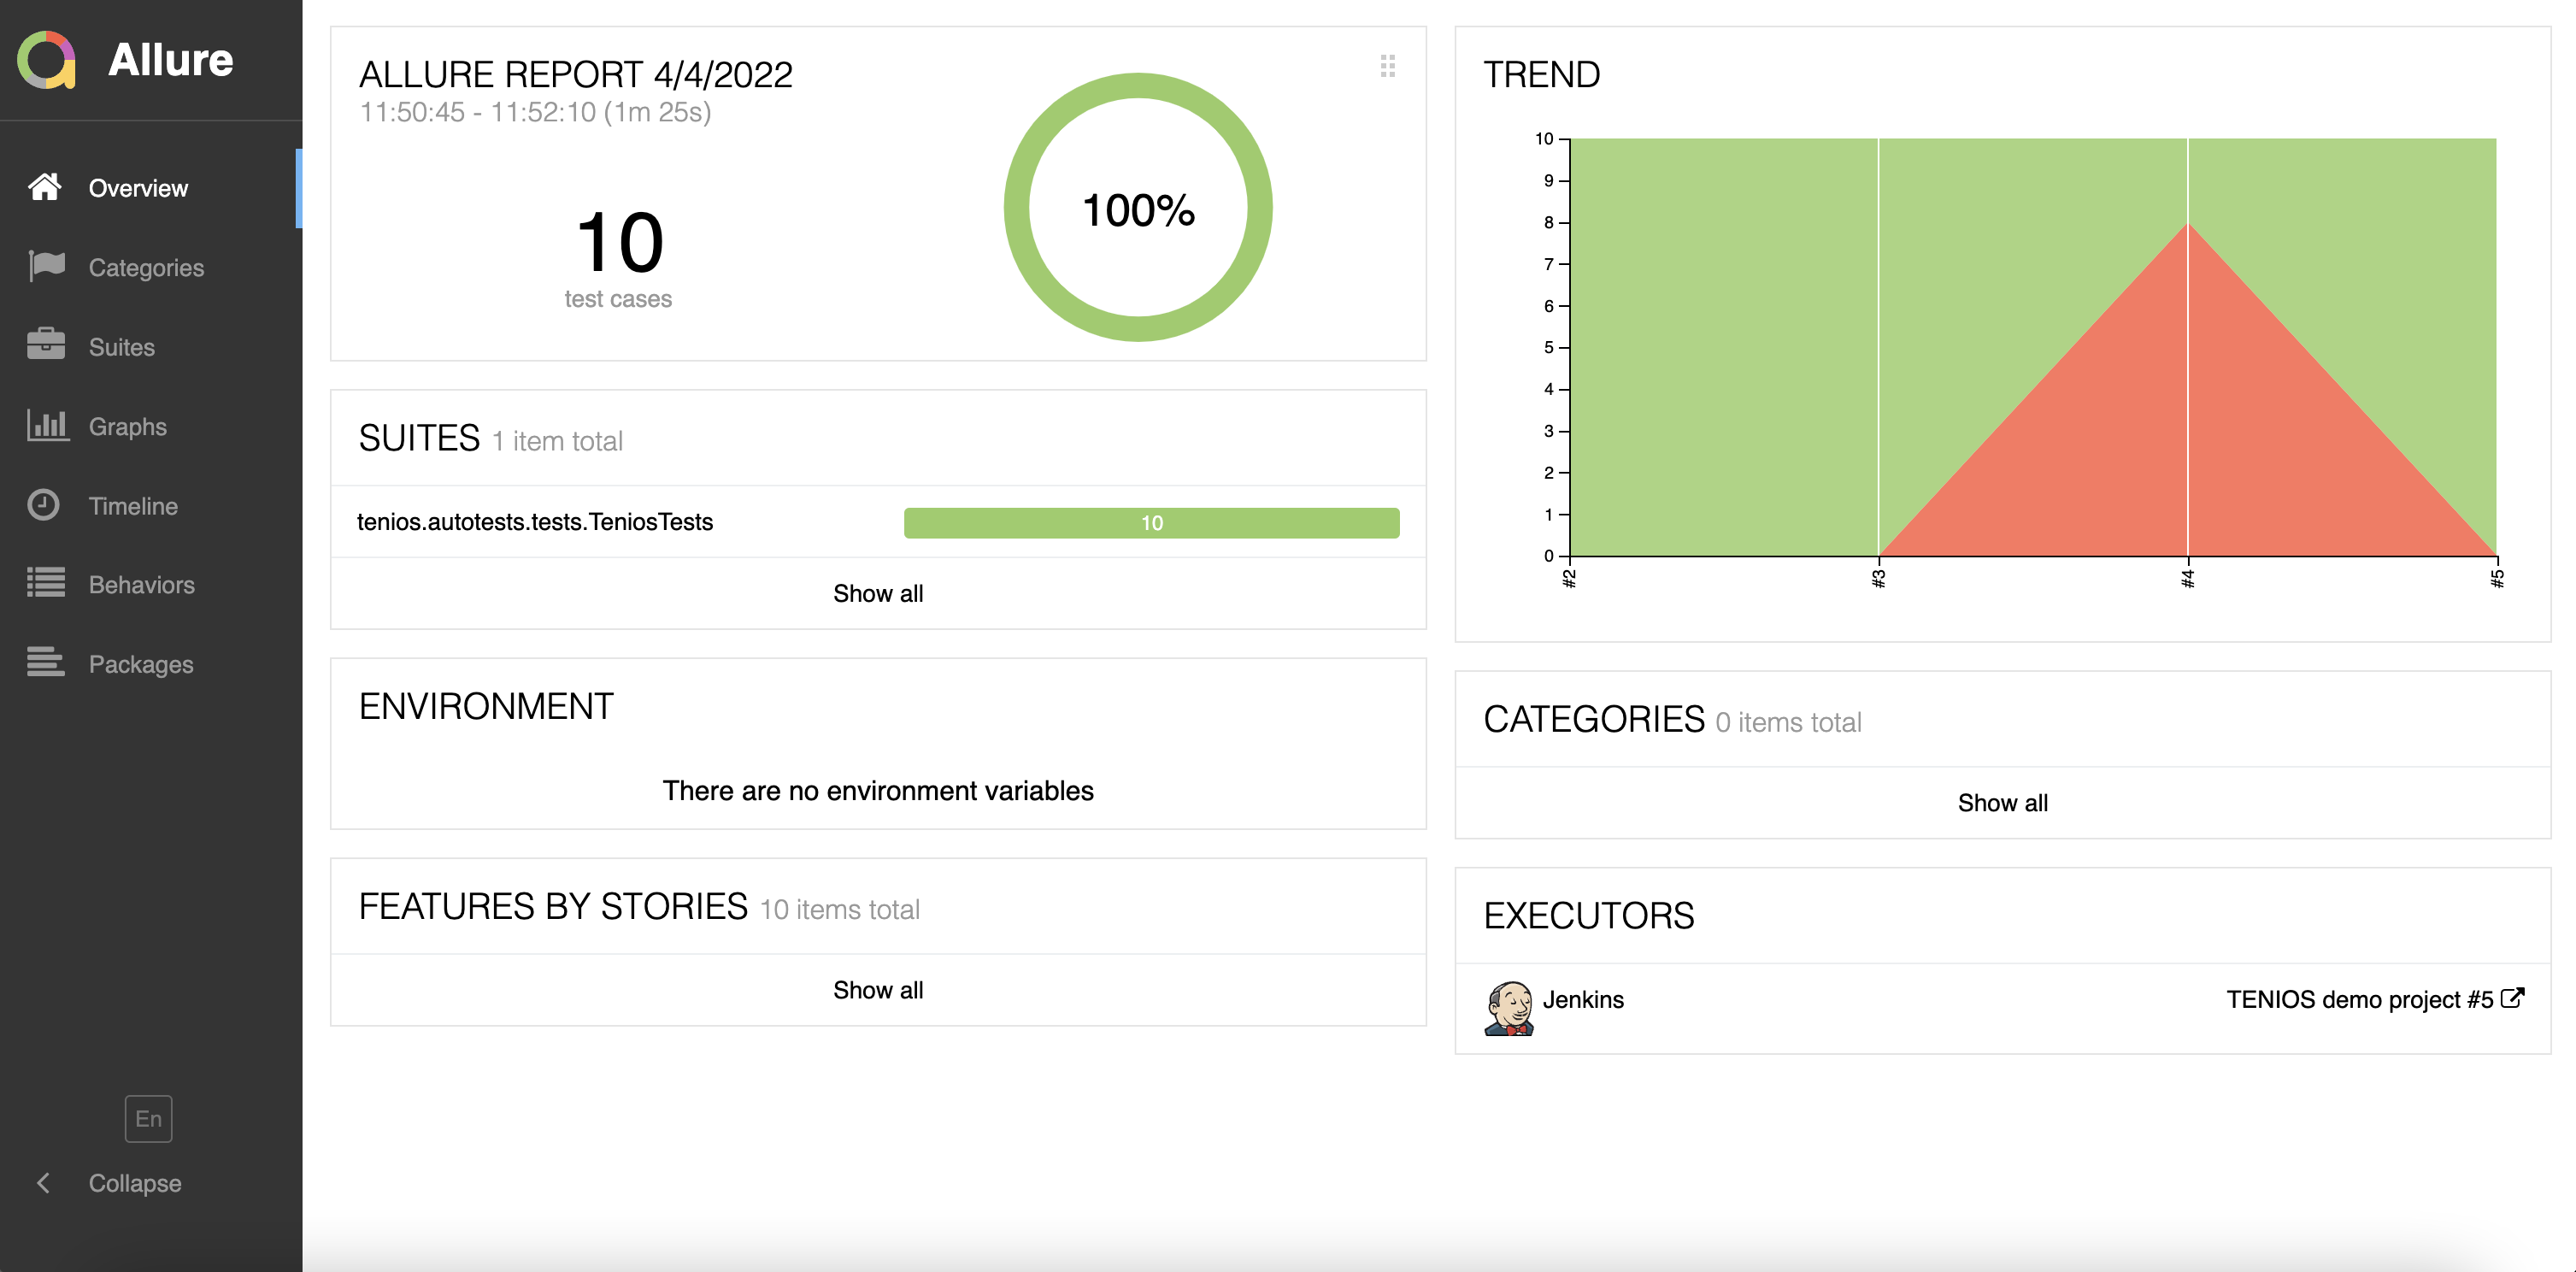 Allure
Overview
Categories
Suites
Graphs
Timeline
Behaviors
Packages
En
Collapse
ALLURE REPORT 4/4/2022
11:50:45 - 11:52:10 (1m 25s)
10
test cases
100%
SUITES 1 item total
tenios.autotests.tests.TeniosTests 10
Show all
ENVIRONMENT
There are no environment variables
FEATURES BY STORIES 10 items total
Show all
TREND
10
9
8
7
6
5
4
3
2
1
0
#2 #3 #4 #5
CATEGORIES 0 items total
Show all
EXECUTORS
Jenkins TENIOS demo project #5